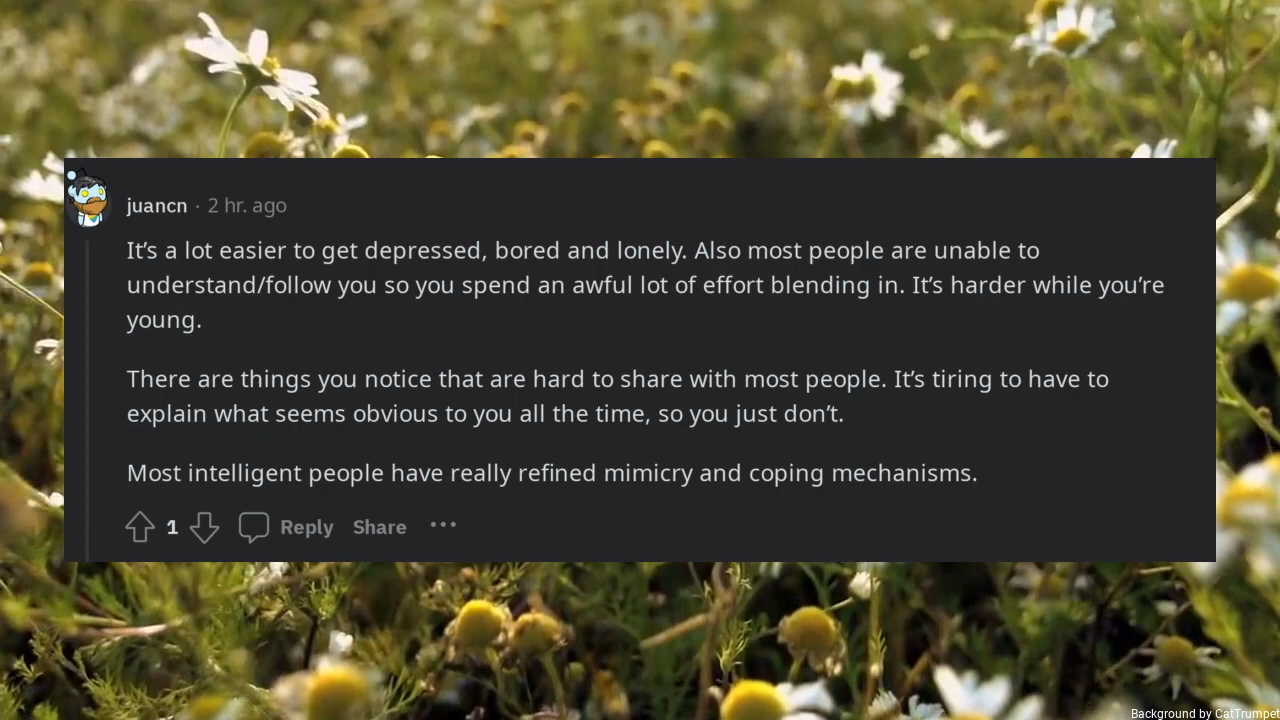 juancn · 2 hr. ago
It’s a lot easier to get depressed, bored and lonely. Also most people are unable to
understand/follow you so you spend an awful lot of effort blending in. It’s harder while you’re
young.
There are things you notice that are hard to share with most people. It’s tiring to have to
explain what seems obvious to you all the time, so you just don’t.
Most intelligent people have really refined mimicry and coping mechanisms.
1 Reply Share ···
Background by CatTrumpet